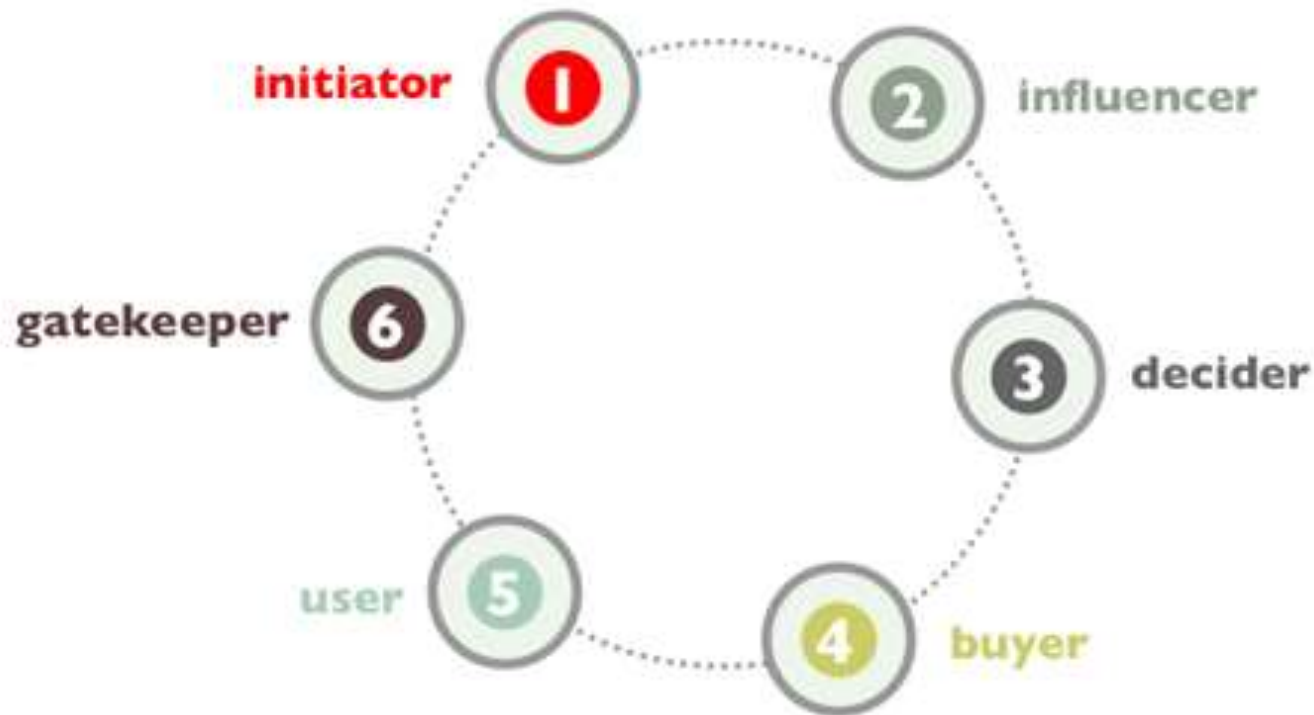 initiator
1
2
influencer
gatekeeper
6
3
decider
user
5
4
buyer